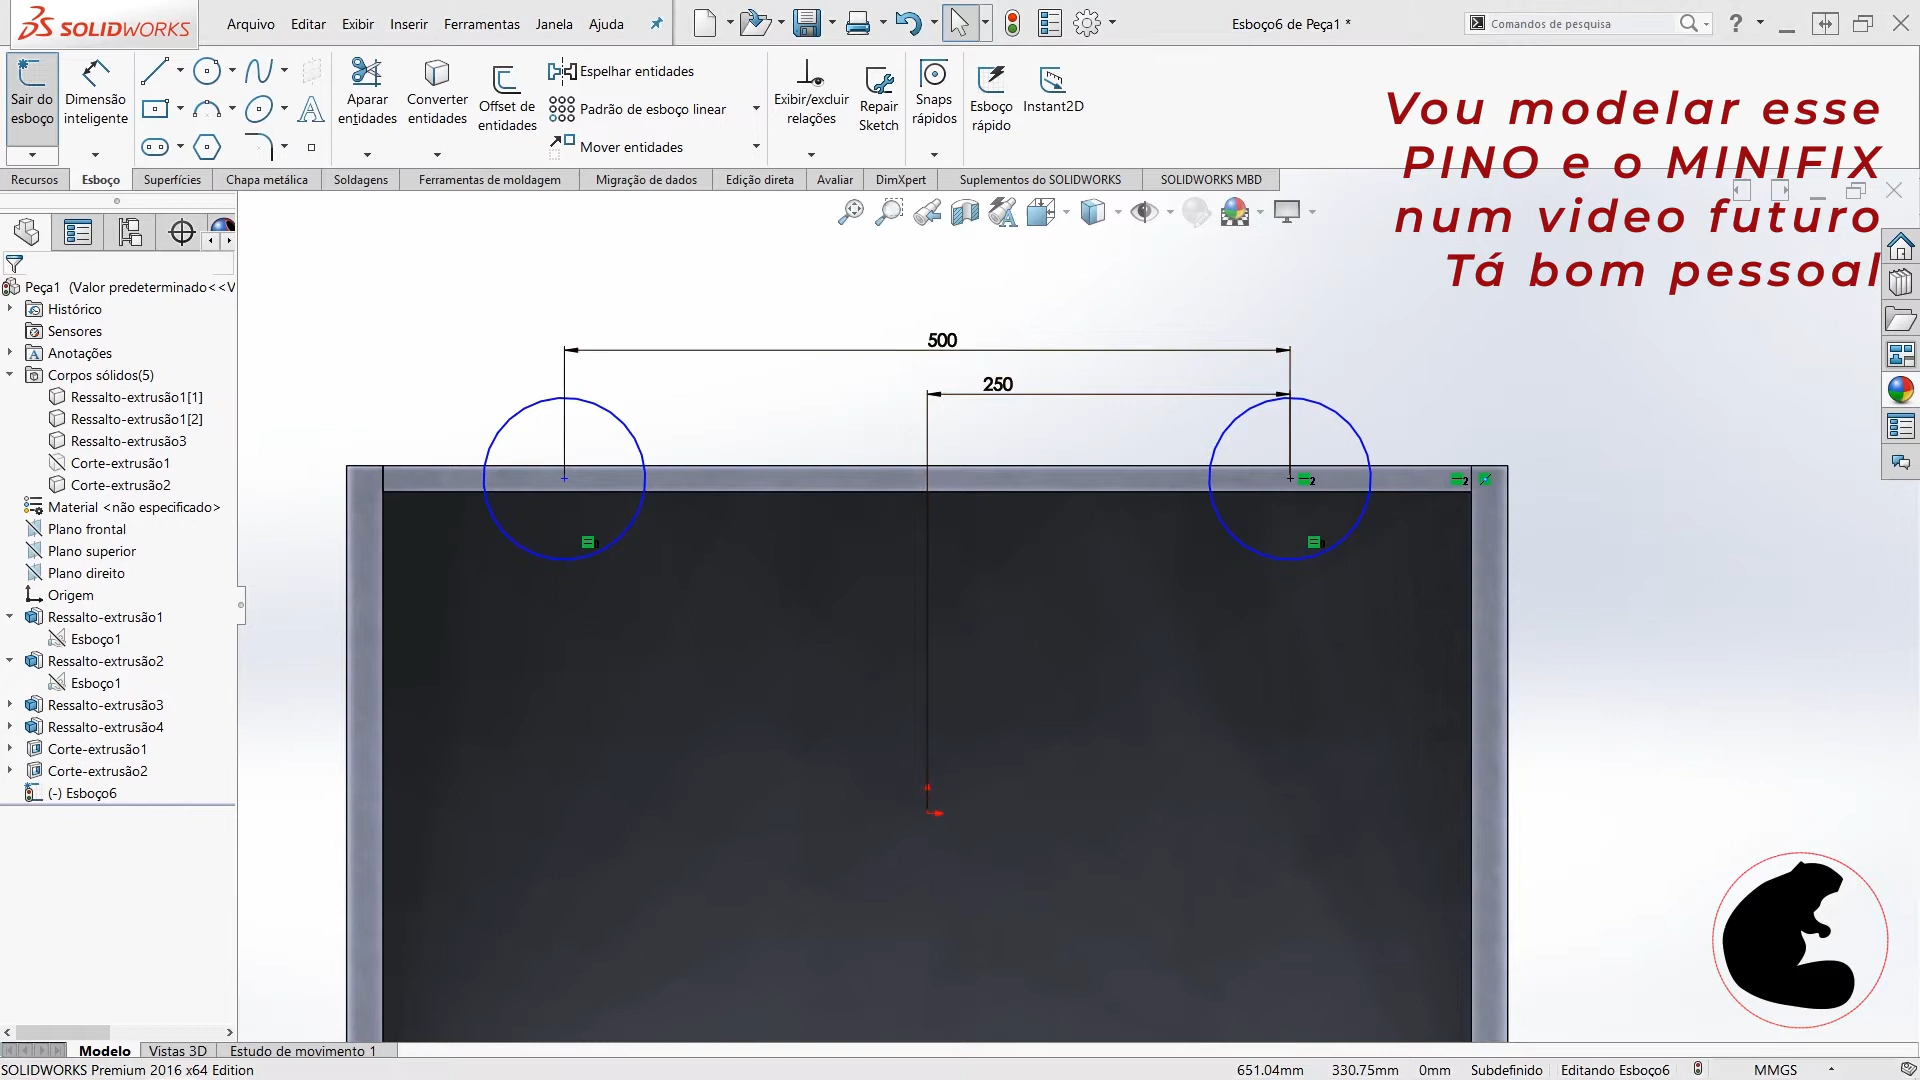 SOLIDWORKS
Arquivo Editar Exibir Inserir Ferramentas Janela Ajuda
Esboço6 de Peça1 *
Comandos de pesquisa
?
Sair do esboço
Dimensão inteligente
Aparar entidades
Converter entidades
Offset de entidades
Espelhar entidades
Padrão de esboço linear
Mover entidades
Exibir/excluir relações
Repair Sketch
Snaps rápidos
Esboço rápido
Instant2D
Vou modelar esse
PINO e o MINIFIX
num video futuro
Tá bom pessoal
Recursos Esboço Superfícies Chapa metálica Soldagens Ferramentas de moldagem Migração de dados Edição direta Avaliar DimXpert Suplementos do SOLIDWORKS SOLIDWORKS MBD
Peça1 (Valor predeterminado<<V
Histórico
Sensores
Anotações
Corpos sólidos(5)
Ressalto-extrusão1[1]
Ressalto-extrusão1[2]
Ressalto-extrusão3
Corte-extrusão1
Corte-extrusão2
Material <não especificado>
Plano frontal
Plano superior
Plano direito
Origem
Ressalto-extrusão1
Esboço1
Ressalto-extrusão2
Esboço1
Ressalto-extrusão3
Ressalto-extrusão4
Corte-extrusão1
Corte-extrusão2
(-) Esboço6
500
250
2
2
Modelo Vistas 3D Estudo de movimento 1
SOLIDWORKS Premium 2016 x64 Edition
651.04mm 330.75mm 0mm Subdefinido Editando Esboço6 MMGS